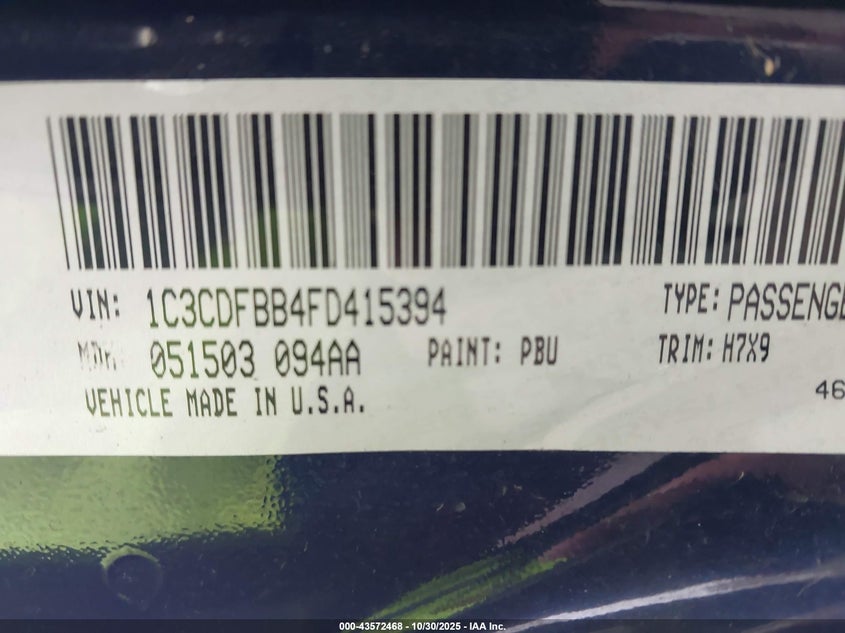 VIN: 1C3CDFBB4FD415394 TYPE: PASSENGE
MDH: 051503 094AA PAINT: PBU TRIM: H7X9
VEHICLE MADE IN U.S.A. 46
000-43572468 - 10/30/2025 - IAA Inc.